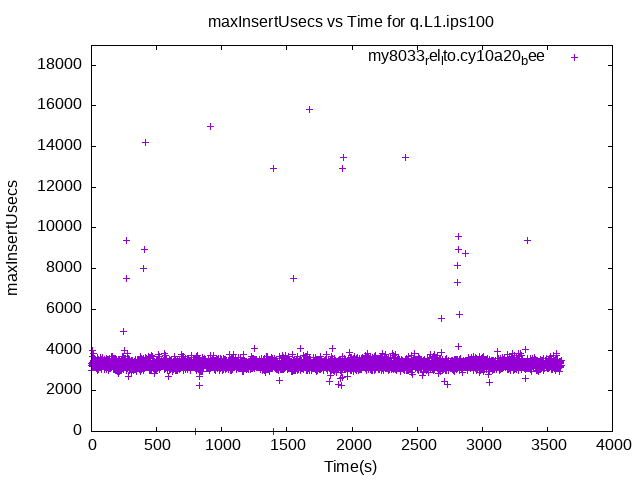 maxInsertUsecs vs Time for q.L1.ips100
my8033rellto.cy10a20bee
18000
16000
14000
12000
10000
8000
6000
4000
2000
0
maxInsertUsecs
0 500 1000 1500 2000 2500 3000 3500 4000
Time(s)